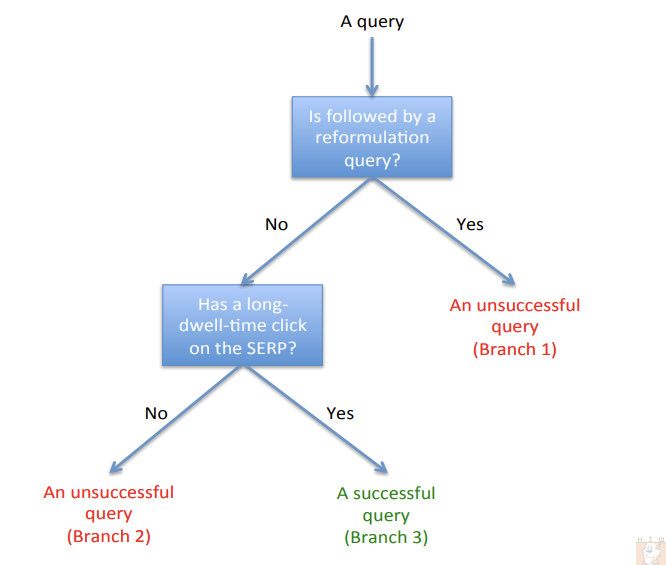 A query
Is followed by a
reformulation
query?
No
Yes
Has a long-
dwell-time click
on the SERP?
An unsuccessful
query
(Branch 1)
No
Yes
An unsuccessful
query
(Branch 2)
A successful
query
(Branch 3)